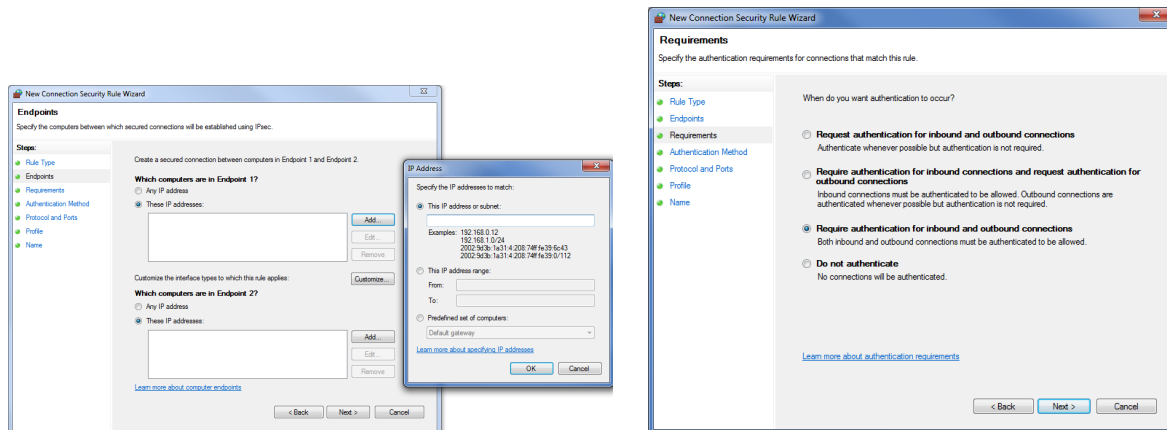 New Connection Security Rule Wizard
Endpoints
Specify the computers between which secured connections will be established using IPsec.
Steps:
Rule Type
Endpoints
Requirements
Authentication Method
Protocol and Ports
Profile
Name
Create a secured connection between computers in Endpoint 1 and Endpoint 2.
Which computers are in Endpoint 1?
Any IP address
These IP addresses:
Add...
Edit...
Remove
Customize the interface types to which this rule applies:
Customize...
Which computers are in Endpoint 2?
Any IP address
These IP addresses:
Add...
Edit...
Remove
Learn more about computer endpoints
< Back
Next >
Cancel
IP Address
Specify the IP addresses to match:
This IP address or subnet:
Examples: 192.168.0.12
192.168.1.0/24
2002:9d3b:1a31:4:208:74ff:fe39:6c43
2002:9d3b:1a31:4:208:74ff:fe39:0/112
This IP address range:
From:
To:
Predefined set of computers:
Default gateway
Learn more about specifying IP addresses
OK
Cancel
New Connection Security Rule Wizard
Requirements
Specify the authentication requirements for connections that match this rule.
Steps:
Rule Type
Endpoints
Requirements
Authentication Method
Protocol and Ports
Profile
Name
When do you want authentication to occur?
Request authentication for inbound and outbound connections
Authenticate whenever possible but authentication is not required.
Require authentication for inbound connections and request authentication for
outbound connections
Inbound connections must be authenticated to be allowed. Outbound connections are
authenticated whenever possible but authentication is not required.
Require authentication for inbound and outbound connections
Both inbound and outbound connections must be authenticated to be allowed.
Do not authenticate
No connections will be authenticated.
Learn more about authentication requirements
< Back
Next >
Cancel